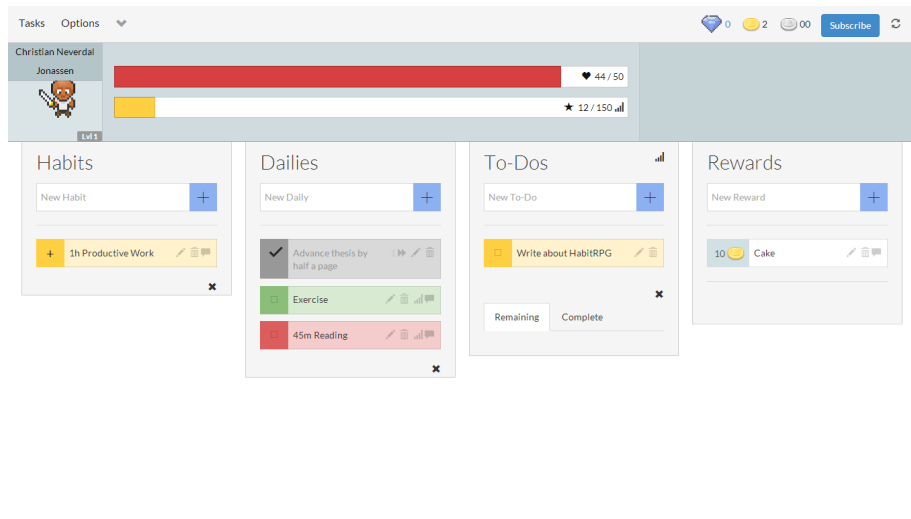 Tasks Options 0 2 00 Subscribe
Christian Neverdal
Jonassen
44 / 50
12 / 150
Lvl 1
Habits
New Habit
1h Productive Work
Dailies
New Daily
Advance thesis by
half a page
Exercise
45m Reading
To-Dos
New To-Do
Write about HabitRPG
Remaining Complete
Rewards
New Reward
10 Cake